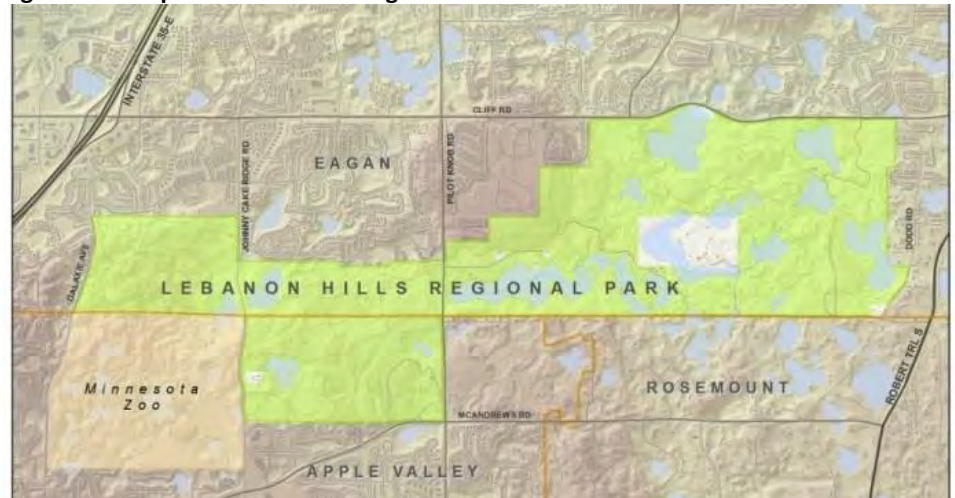 INTERSTATE 35-E
CLIFF RD
EAGAN
JOHNNY CAKE RIDGE RD
PILOT KNOB RD
DODD RD
GALAXIE AVE
LEBANON HILLS REGIONAL PARK
Minnesota
Zoo
ROSEMOUNT
ROBERT TRL S
MCANDREWS RD
APPLE VALLEY